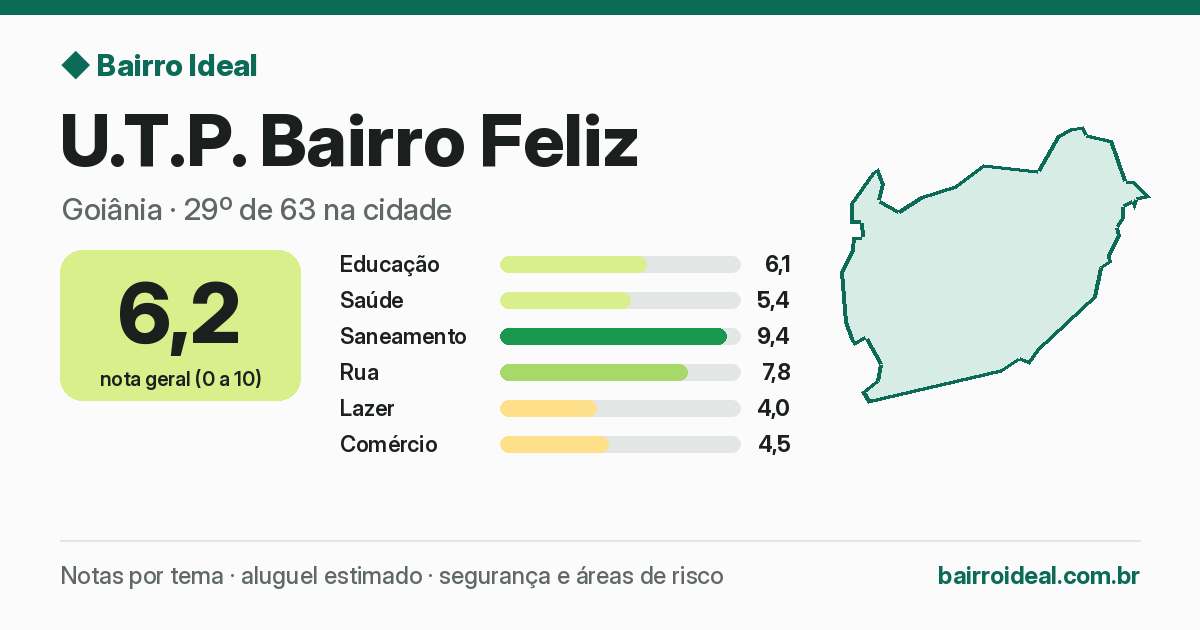 Bairro Ideal
U.T.P. Bairro Feliz
Goiânia · 29º de 63 na cidade
6,2
nota geral (0 a 10)
Educação 6,1
Saúde 5,4
Saneamento 9,4
Rua 7,8
Lazer 4,0
Comércio 4,5
Notas por tema · aluguel estimado · segurança e áreas de risco
bairroideal.com.br